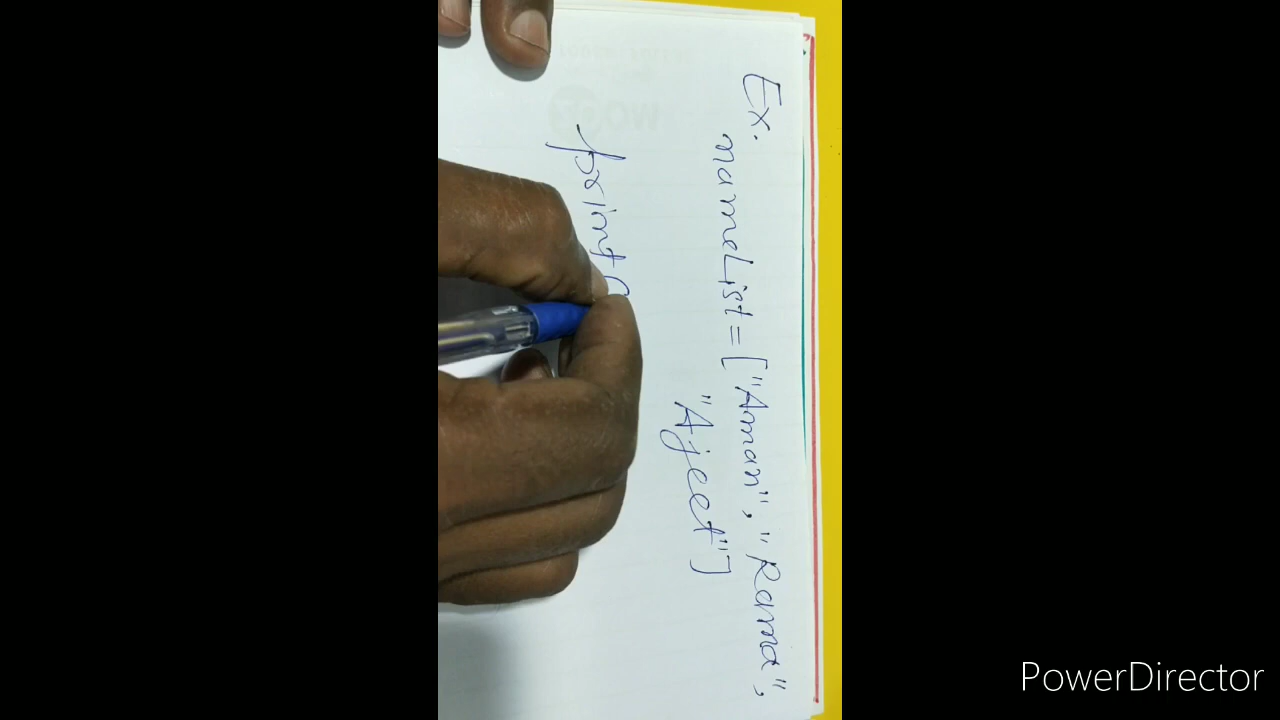 Ex.
nameList = ["Aman", "Rama",
"Ajeet"]
print(
PowerDirector